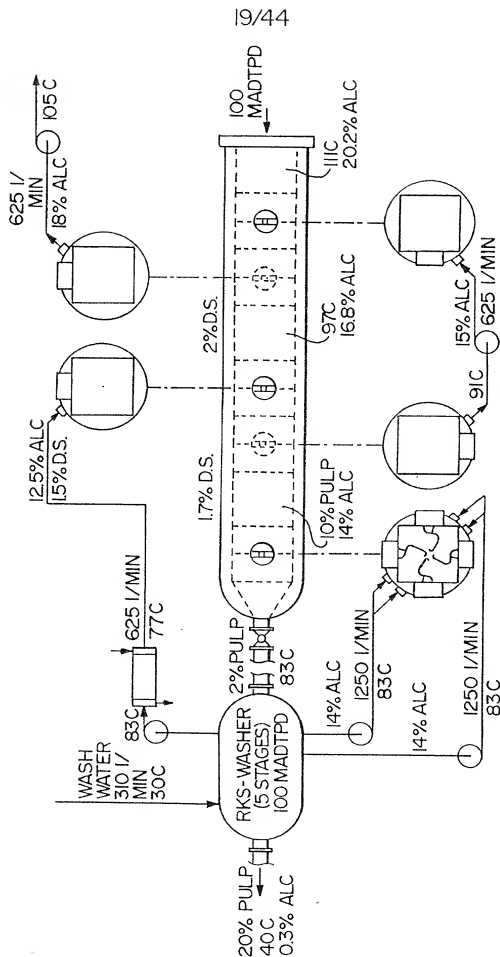 19/44
625 l/
MIN
18% ALC
105C
100
MADTPD
111C
20.2% ALC
2% D.S.
97C
16.8% ALC
15% ALC
625 l/MIN
91C
12.5% ALC
1.5% D.S.
1.7% D.S.
10% PULP
14% ALC
625 l/MIN
77C
83C
2% PULP
83C
14% ALC
1250 l/MIN
83C
14% ALC
1250 l/MIN
83C
WASH
WATER
310 l/
MIN
30C
RKS-WASHER
(5 STAGES)
100 MADTPD
20% PULP
40C
0.3% ALC